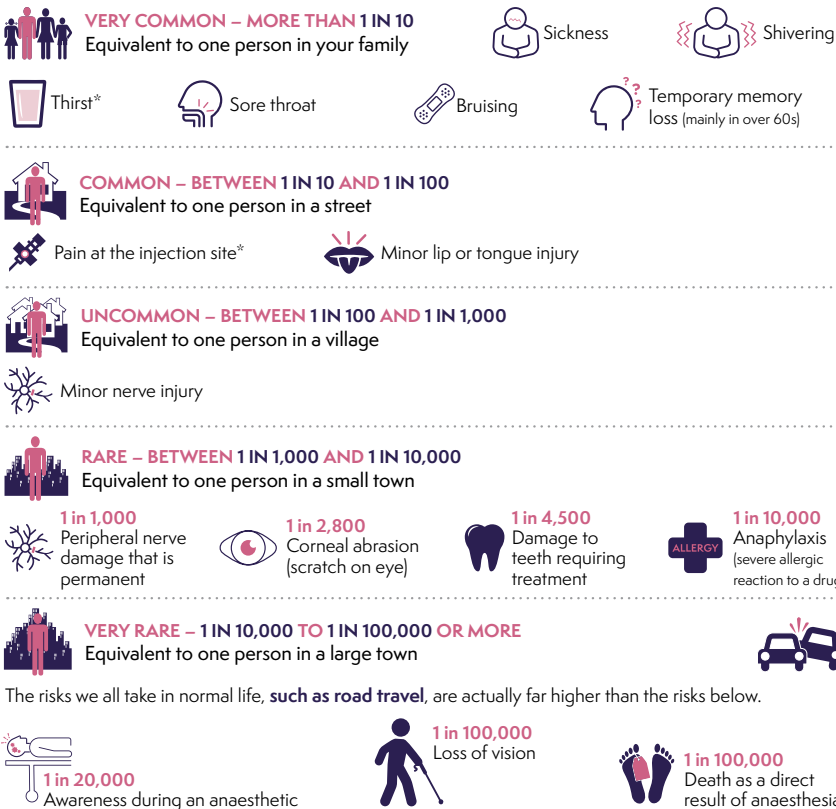 VERY COMMON – MORE THAN 1 IN 10
Equivalent to one person in your family
Sickness
Shivering
Thirst*
Sore throat
Bruising
???
Temporary memory
loss (mainly in over 60s)
COMMON – BETWEEN 1 IN 10 AND 1 IN 100
Equivalent to one person in a street
Pain at the injection site*
Minor lip or tongue injury
UNCOMMON – BETWEEN 1 IN 100 AND 1 IN 1,000
Equivalent to one person in a village
Minor nerve injury
RARE – BETWEEN 1 IN 1,000 AND 1 IN 10,000
Equivalent to one person in a small town
1 in 1,000
Peripheral nerve
damage that is
permanent
1 in 2,800
Corneal abrasion
(scratch on eye)
1 in 4,500
Damage to
teeth requiring
treatment
ALLERGY
1 in 10,000
Anaphylaxis
(severe allergic
reaction to a drug
VERY RARE – 1 IN 10,000 TO 1 IN 100,000 OR MORE
Equivalent to one person in a large town
The risks we all take in normal life, such as road travel, are actually far higher than the risks below.
1 in 20,000
Awareness during an anaesthetic
1 in 100,000
Loss of vision
1 in 100,000
Death as a direct
result of anaesthesia